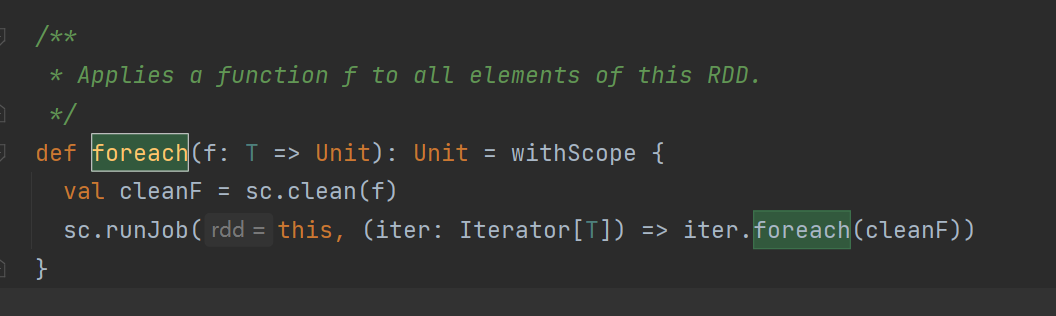 /**
* Applies a function f to all elements of this RDD.
*/
def foreach(f: T => Unit): Unit = withScope {
val cleanF = sc.clean(f)
sc.runJob( rdd = this, (iter: Iterator[T]) => iter.foreach(cleanF))
}